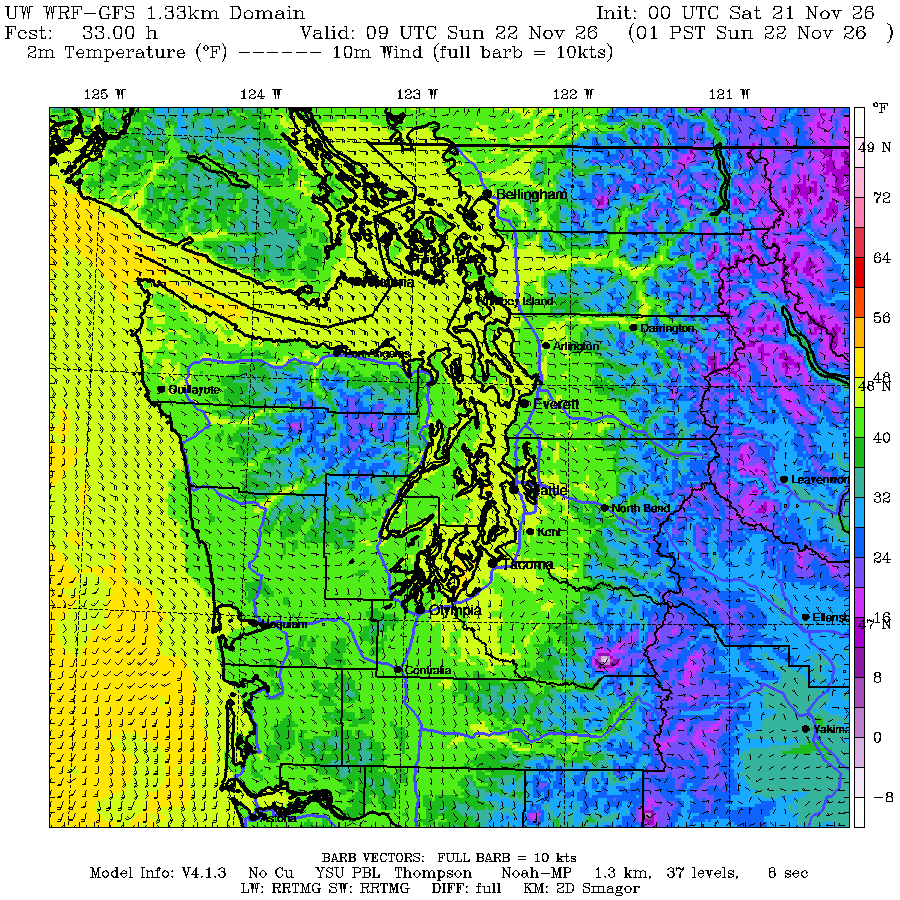 UW WRF-GFS 1.33km Domain Init: 00 UTC Sat 21 Nov 26
Fcst: 33.00 h Valid: 09 UTC Sun 22 Nov 26 (01 PST Sun 22 Nov 26 )
2m Temperature (°F) ------ 10m Wind (full barb = 10kts)
125 W 124 W 123 W 122 W 121 W
°F
49 N
Bellingham
72
64
Island
56
Darrington
Arlington
Port Angeles
48
48 N
Quillayute
Everett
40
Leavenwor
Seattle
32
North Bend
Kent
24
Tacoma
Olympia
16
Ellensb
47 N
Hoquiam
Centralia
8
Yakima
0
-8
Astoria
BARB VECTORS: FULL BARB = 10 kts
Model Info: V4.1.3 No Cu YSU PBL Thompson Noah-MP 1.3 km, 37 levels, 8 sec
LW: RRTMG SW: RRTMG DIFF: full KM: 2D Smagor